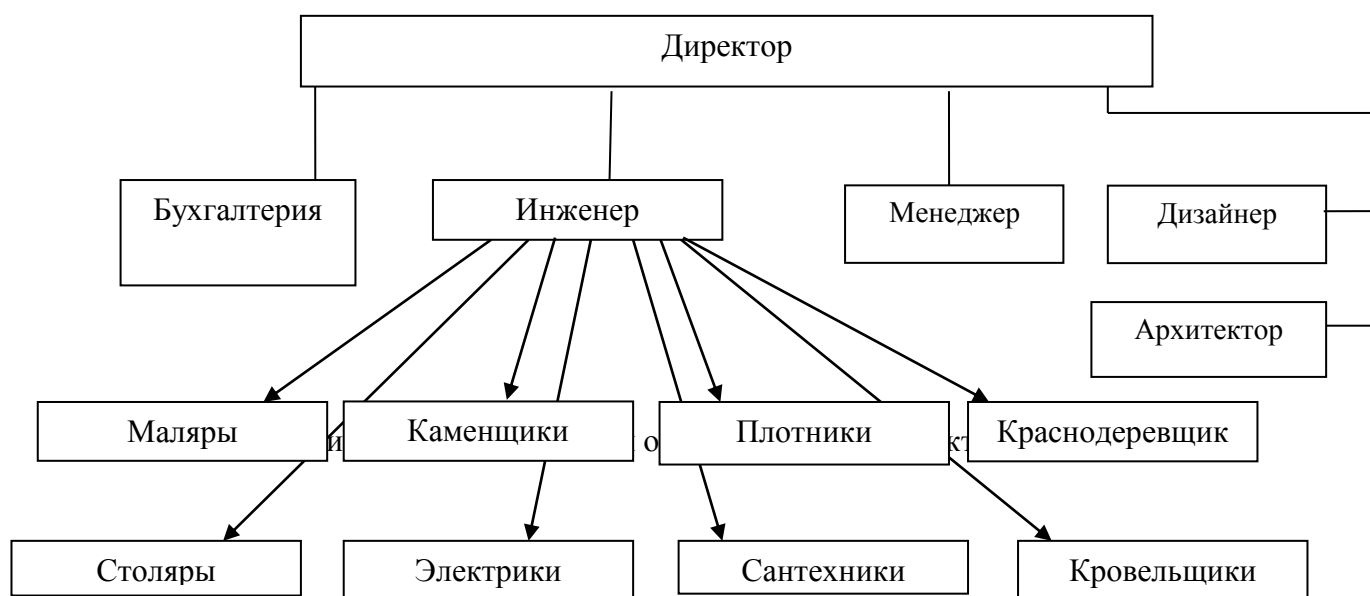 Директор
Бухгалтерия
Инженер
Менеджер
Дизайнер
Архитектор
Маляры
Каменщики
Плотники
Краснодеревщик
Столяры
Электрики
Сантехники
Кровельщики